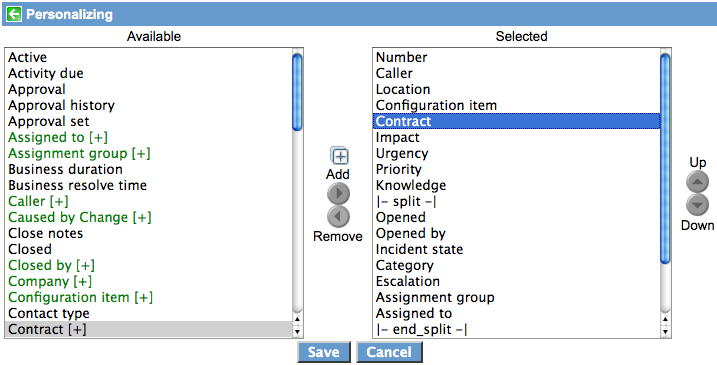 Personalizing
Available
Active
Activity due
Approval
Approval history
Approval set
Assigned to [+]
Assignment group [+]
Business duration
Business resolve time
Caller [+]
Caused by Change [+]
Close notes
Closed
Closed by [+]
Company [+]
Configuration item [+]
Contact type
Contract [+]
Add
Remove
Selected
Number
Caller
Location
Configuration item
Contract
Impact
Urgency
Priority
Knowledge
|- split -|
Opened
Opened by
Incident state
Category
Escalation
Assignment group
Assigned to
|- end_split -|
Up
Down
Save
Cancel